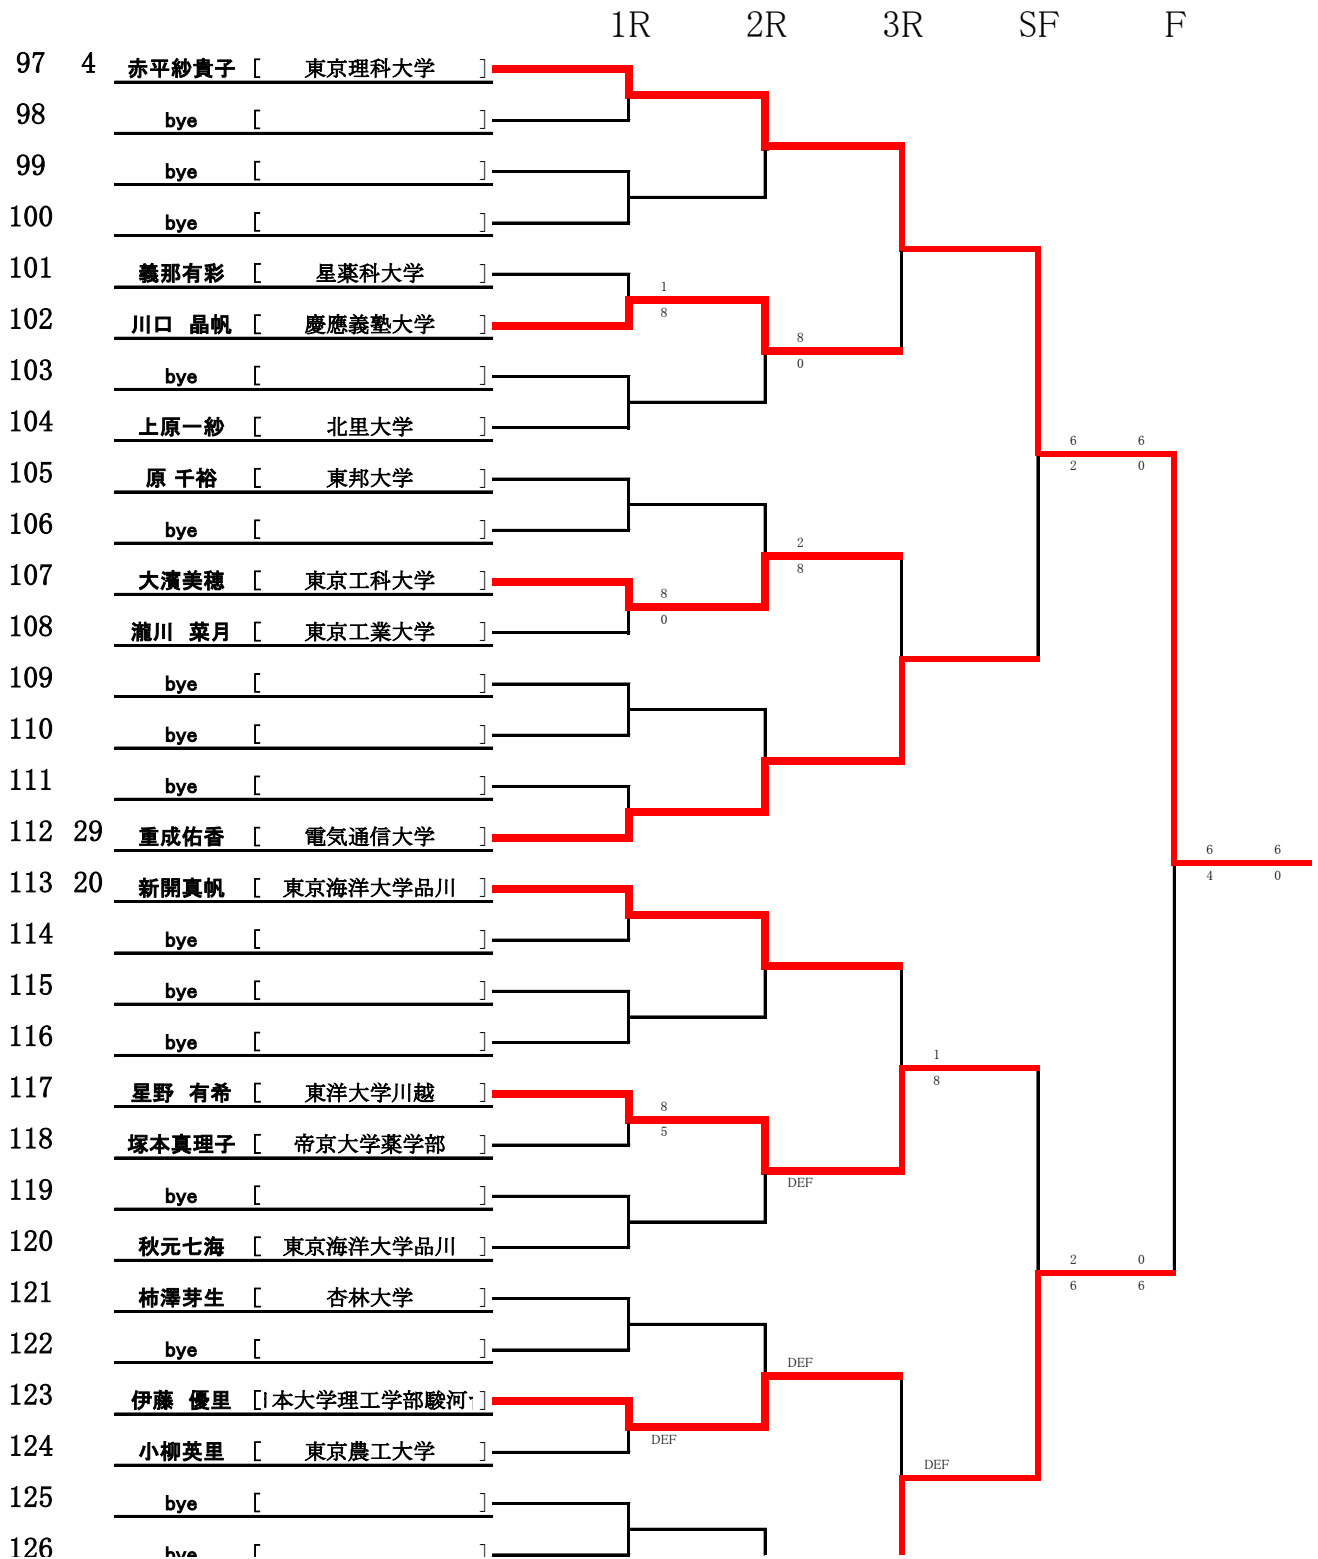 1R 2R 3R SF F
97 4 赤平紗貴子 [ 東京理科大学 ]
98 bye [ ]
99 bye [ ]
100 bye [ ]
101 義那有彩 [ 星薬科大学 ]
1
102 川口 晶帆 [ 慶應義塾大学 ]
8
8
0
103 bye [ ]
104 上原一紗 [ 北里大学 ]
6 6
2 0
105 原 千裕 [ 東邦大学 ]
106 bye [ ]
2
8
107 大濱美穂 [ 東京工科大学 ]
8
0
108 瀧川 菜月 [ 東京工業大学 ]
109 bye [ ]
110 bye [ ]
111 bye [ ]
112 29 重成佑香 [ 電気通信大学 ]
6 6
4 0
113 20 新開真帆 [ 東京海洋大学品川 ]
114 bye [ ]
115 bye [ ]
116 bye [ ]
1
8
117 星野 有希 [ 東洋大学川越 ]
8
5
118 塚本真理子 [ 帝京大学薬学部 ]
DEF
119 bye [ ]
120 秋元七海 [ 東京海洋大学品川 ]
2 0
6 6
121 柿澤芽生 [ 杏林大学 ]
122 bye [ ]
DEF
123 伊藤 優里 [ 本大学理工学部駿河 ]
DEF
124 小柳英里 [ 東京農工大学 ]
DEF
125 bye [ ]
126 bye [ ]